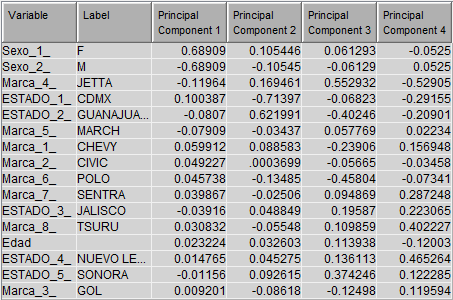 Variable Label Principal Component 1 Principal Component 2 Principal Component 3 Principal Component 4
Sexo_1_ F 0.68909 0.105446 0.061293 -0.0525
Sexo_2_ M -0.68909 -0.10545 -0.06129 0.0525
Marca_4_ JETTA -0.11964 0.169461 0.552932 -0.52905
ESTADO_1_ CDMX 0.100387 -0.71397 -0.06823 -0.29155
ESTADO_2_ GUANAJUA... -0.0807 0.621991 -0.40246 -0.20901
Marca_5_ MARCH -0.07909 -0.03437 0.057769 0.02234
Marca_1_ CHEVY 0.059912 0.088583 -0.23906 0.156948
Marca_2_ CIVIC 0.049227 .0003699 -0.05665 -0.03458
Marca_6_ POLO 0.045738 -0.13485 -0.45804 -0.07341
Marca_7_ SENTRA 0.039867 -0.02506 0.094869 0.287248
ESTADO_3_ JALISCO -0.03916 0.048849 0.19587 0.223065
Marca_8_ TSURU 0.030832 -0.05548 0.109859 0.402227
Edad 0.023224 0.032603 0.113938 -0.12003
ESTADO_4_ NUEVO LE... 0.014765 0.045275 0.136113 0.465264
ESTADO_5_ SONORA -0.01156 0.092615 0.374246 0.122285
Marca_3_ GOL 0.009201 -0.08618 -0.12498 0.119594